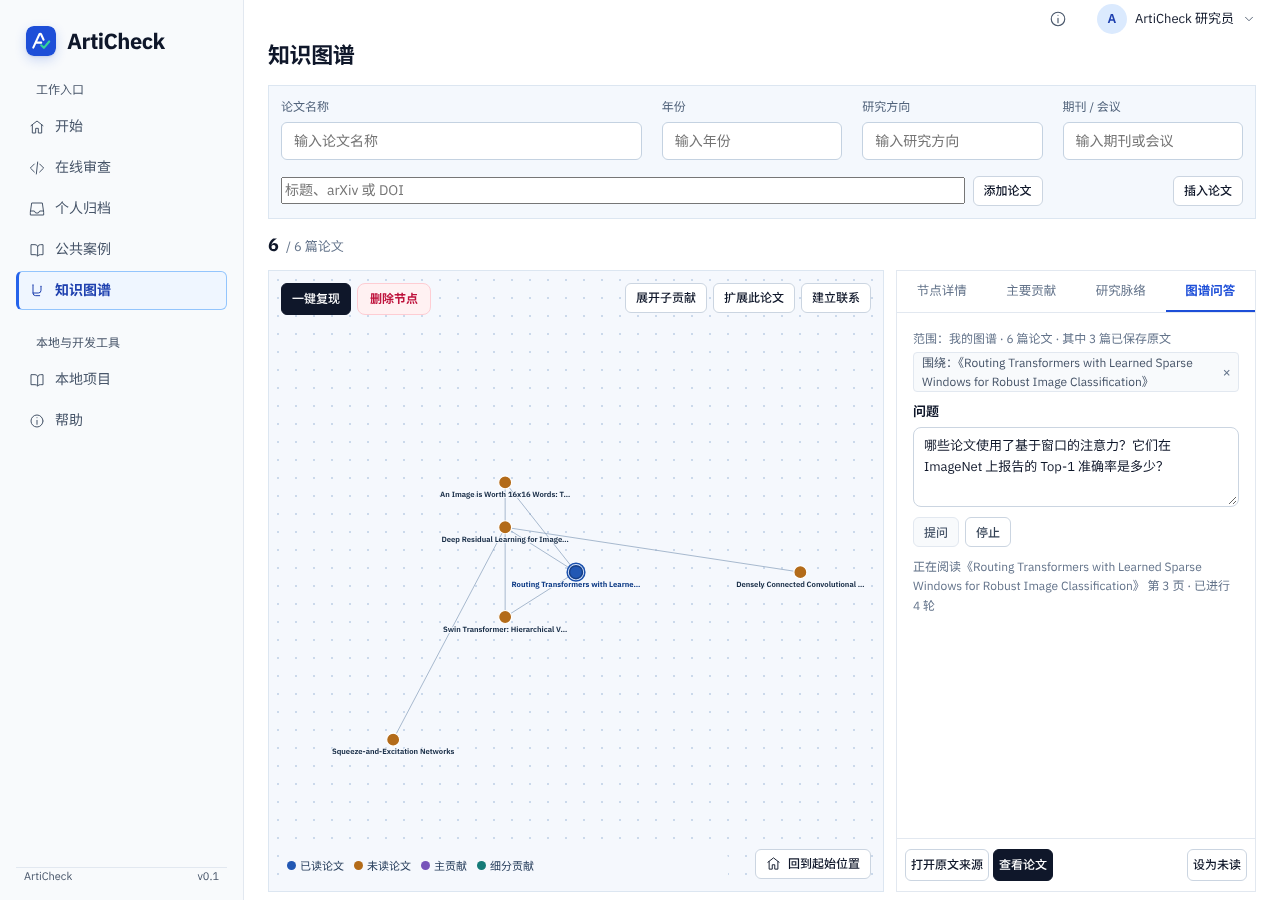 ArtiCheck
工作入口
开始
在线审查
个人归档
公共案例
知识图谱
本地与开发工具
本地项目
帮助
ArtiCheck v0.1
A ArtiCheck 研究员
知识图谱
论文名称 年份 研究方向 期刊 / 会议
输入论文名称 输入年份 输入研究方向 输入期刊或会议
标题、arXiv 或 DOI 添加论文 插入论文
6 / 6 篇论文
一键复现 删除节点 展开子贡献 扩展此论文 建立联系
An Image is Worth 16x16 Words: T...
Deep Residual Learning for Image...
Routing Transformers with Learne...
Densely Connected Convolutional ...
Swin Transformer: Hierarchical V...
Squeeze-and-Excitation Networks
已读论文 未读论文 主贡献 细分贡献 回到起始位置
节点详情 主要贡献 研究脉络 图谱问答
范围：我的图谱 · 6 篇论文 · 其中 3 篇已保存原文
围绕：《Routing Transformers with Learned Sparse
Windows for Robust Image Classification》 ×
问题
哪些论文使用了基于窗口的注意力？它们在
ImageNet 上报告的 Top-1 准确率是多少？
提问 停止
正在阅读《Routing Transformers with Learned Sparse
Windows for Robust Image Classification》 第 3 页 · 已进行
4 轮
打开原文来源 查看论文 设为未读